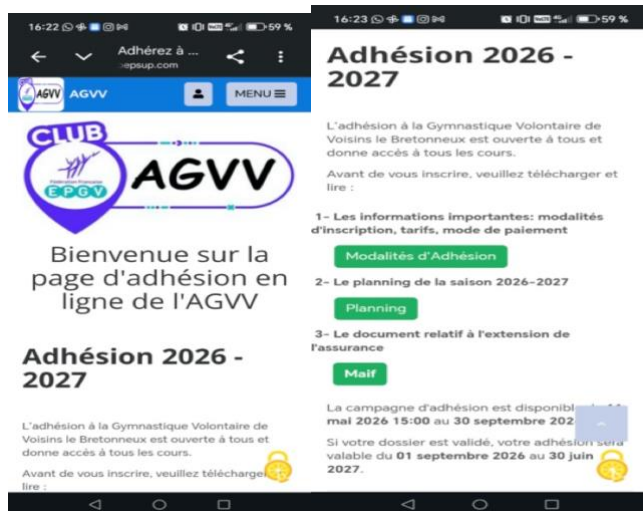 16:22
59 %
Adhérez à ...
epsup.com
AGVV AGVV
MENU
CLUB
Fédération Française
EPGV
AGVV
Bienvenue sur la
page d'adhésion en
ligne de l'AGVV
Adhésion 2026 -
2027
L'adhésion à la Gymnastique Volontaire de
Voisins le Bretonneux est ouverte à tous et
donne accès à tous les cours.
Avant de vous inscrire, veuillez télécharger et
lire :
16:23
59 %
Adhésion 2026 -
2027
L'adhésion à la Gymnastique Volontaire de
Voisins le Bretonneux est ouverte à tous et
donne accès à tous les cours.
Avant de vous inscrire, veuillez télécharger et
lire :
1- Les informations importantes: modalités
d'inscription, tarifs, mode de paiement
Modalités d'Adhésion
2- Le planning de la saison 2026-2027
Planning
3- Le document relatif à l'extension de
l'assurance
Maif
La campagne d'adhésion est disponible
mai 2026 15:00 au 30 septembre 202
Si votre dossier est validé, votre adhésion sera
valable du 01 septembre 2026 au 30 juin
2027.